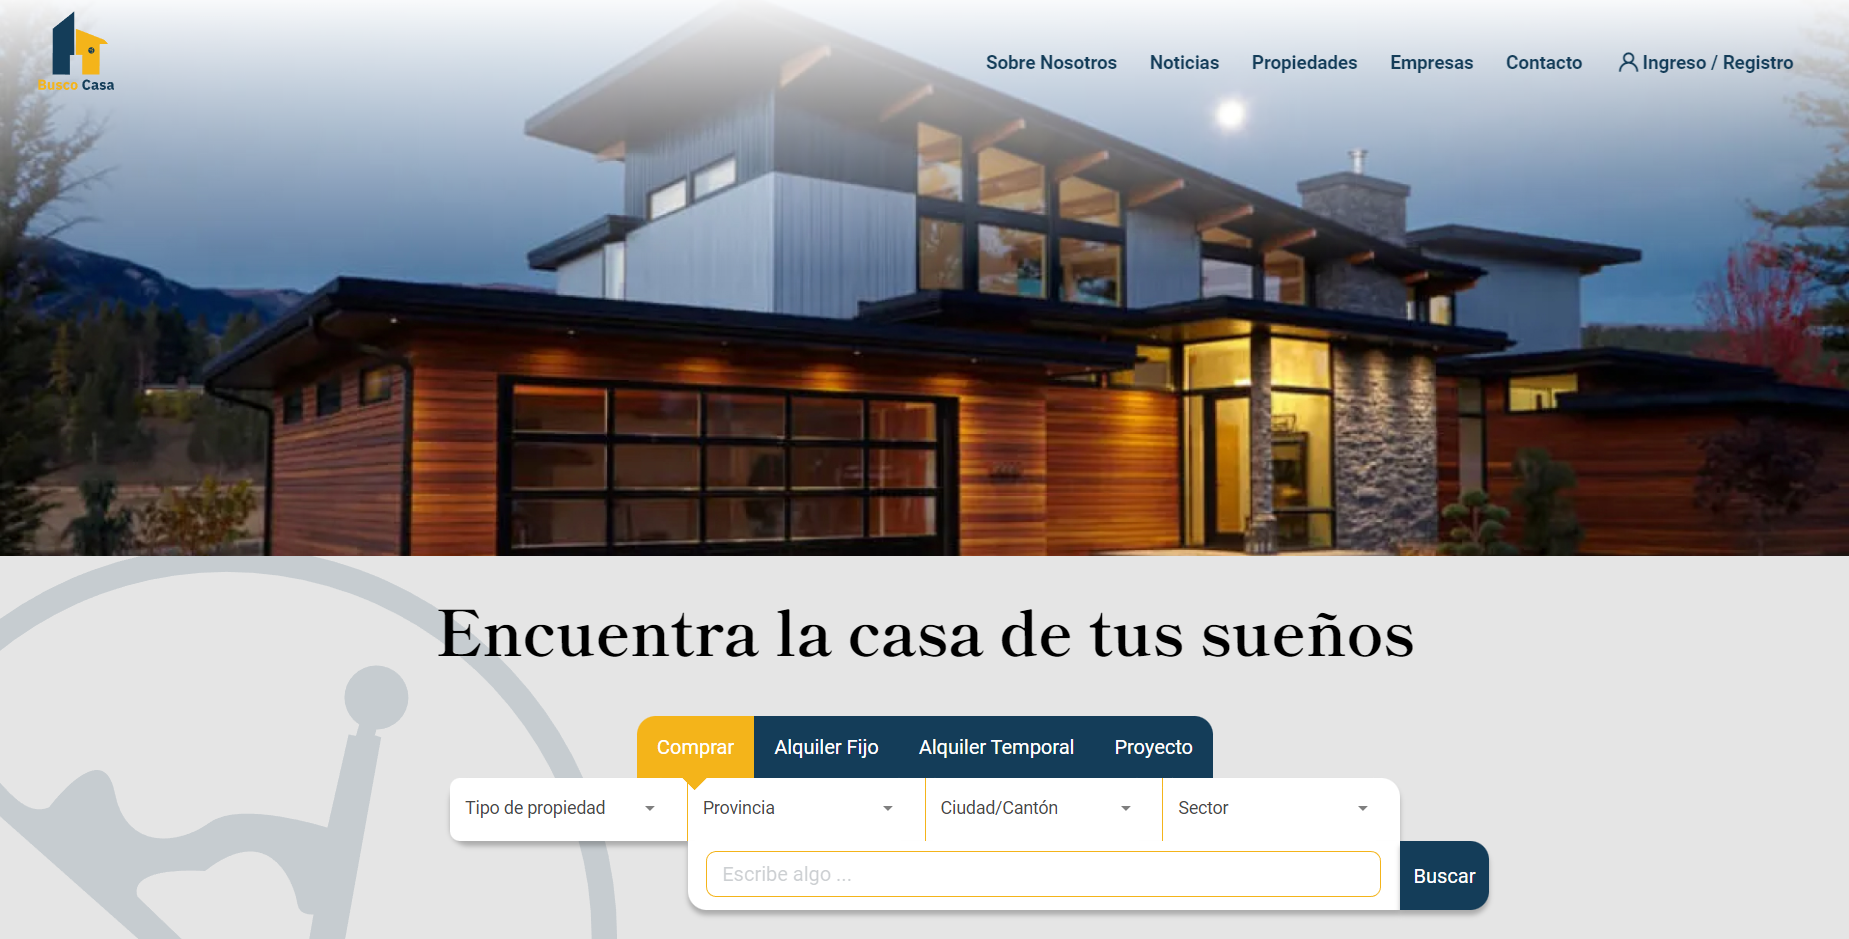 Busco Casa
Sobre Nosotros Noticias Propiedades Empresas Contacto Ingreso / Registro
Encuentra la casa de tus sueños
Comprar Alquiler Fijo Alquiler Temporal Proyecto
Tipo de propiedad Provincia Ciudad/Cantón Sector
Escribe algo ...
Buscar